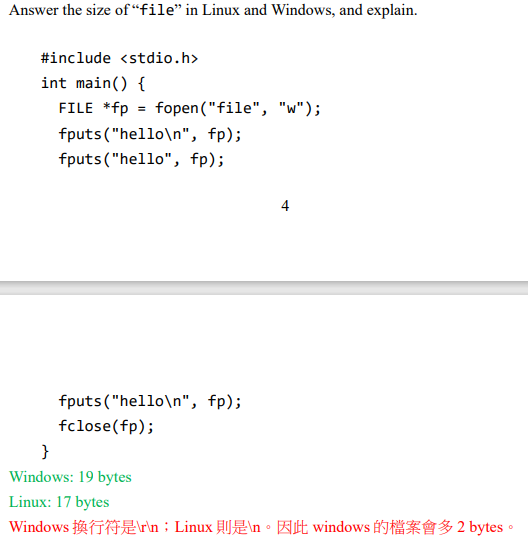 Answer the size of “file” in Linux and Windows, and explain.
#include <stdio.h>
int main() {
FILE *fp = fopen("file", "w");
fputs("hello\n", fp);
fputs("hello", fp);
4
fputs("hello\n", fp);
fclose(fp);
}
Windows: 19 bytes
Linux: 17 bytes
Windows 換行符是\r\n；Linux 則是\n。因此 windows 的檔案會多 2 bytes。